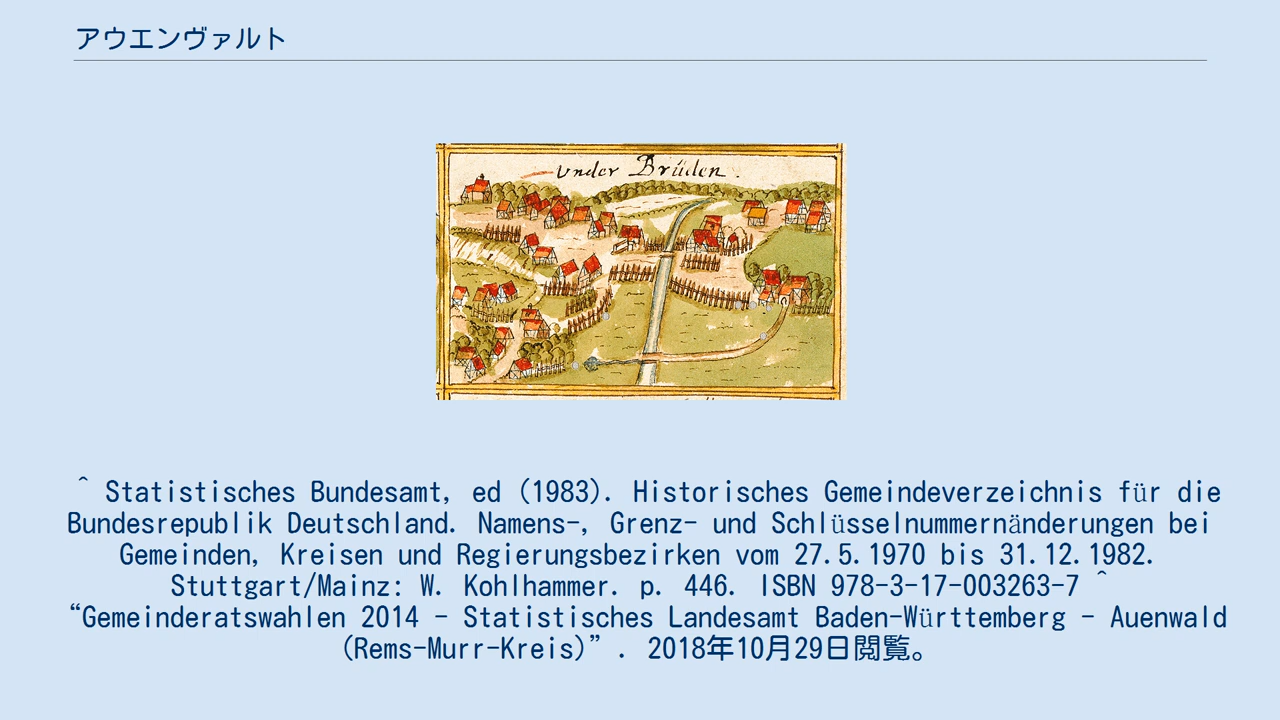 アウエンヴァルト
Vnder Brüden.
^ Statistisches Bundesamt, ed (1983). Historisches Gemeindeverzeichnis für die
Bundesrepublik Deutschland. Namens-, Grenz- und Schlüsselnummernänderungen bei
Gemeinden, Kreisen und Regierungsbezirken vom 27.5.1970 bis 31.12.1982.
Stuttgart/Mainz: W. Kohlhammer. p. 446. ISBN 978-3-17-003263-7 ^
“Gemeinderatswahlen 2014 - Statistisches Landesamt Baden-Württemberg - Auenwald
(Rems-Murr-Kreis)”. 2018年10月29日閲覧。